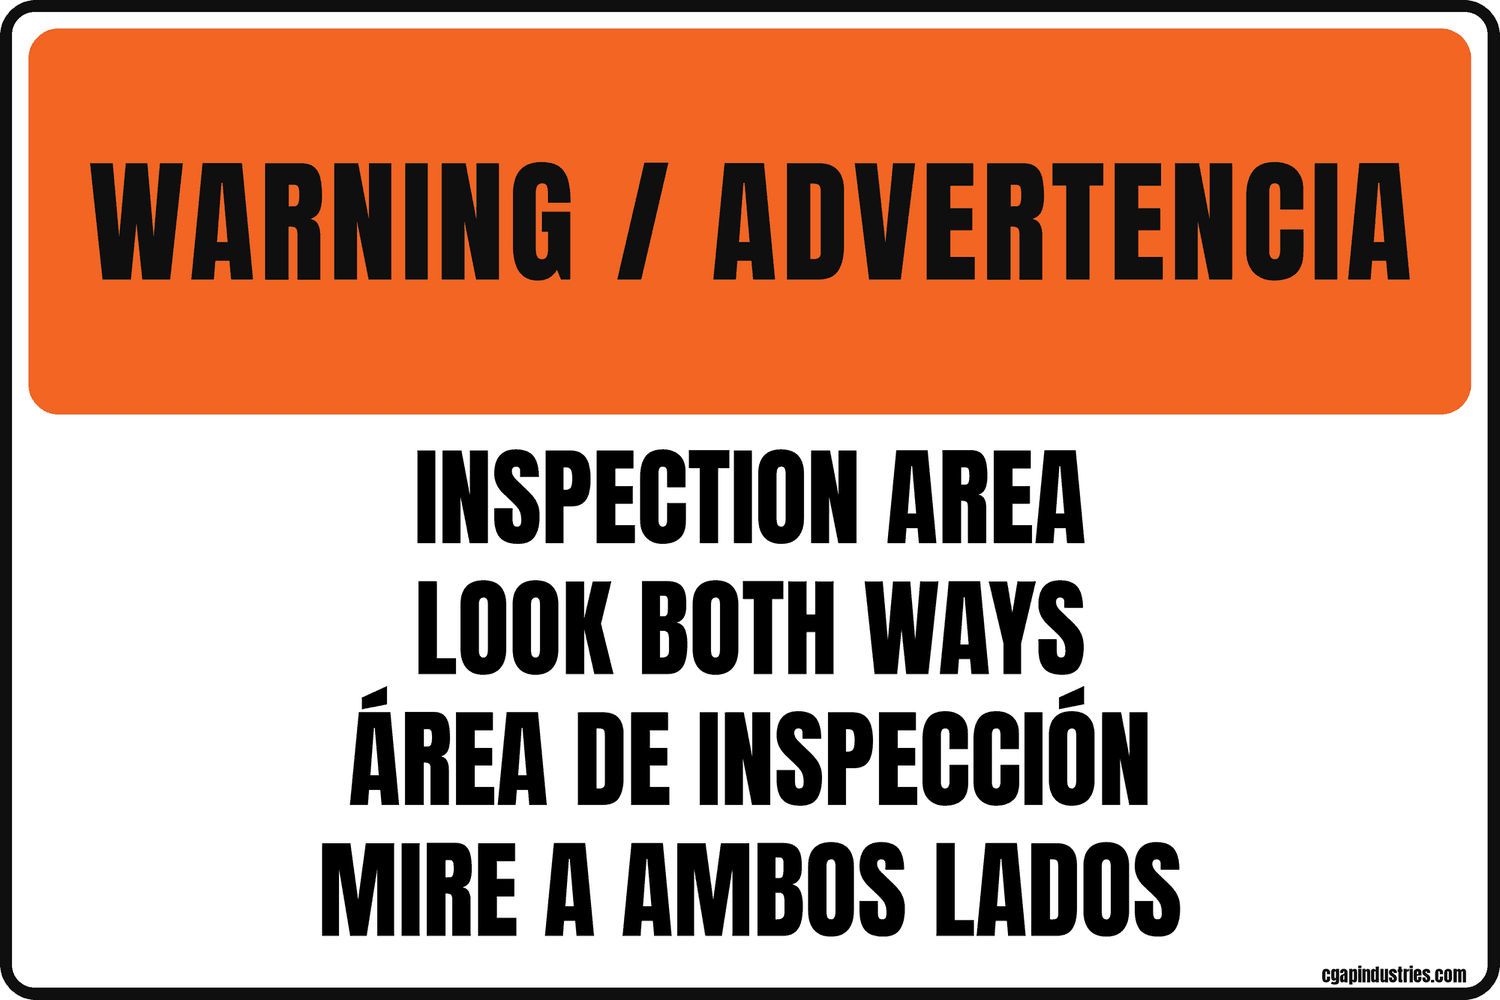 WARNING / ADVERTENCIA
INSPECTION AREA
LOOK BOTH WAYS
ÁREA DE INSPECCIÓN
MIRE A AMBOS LADOS
cgapindustries.com